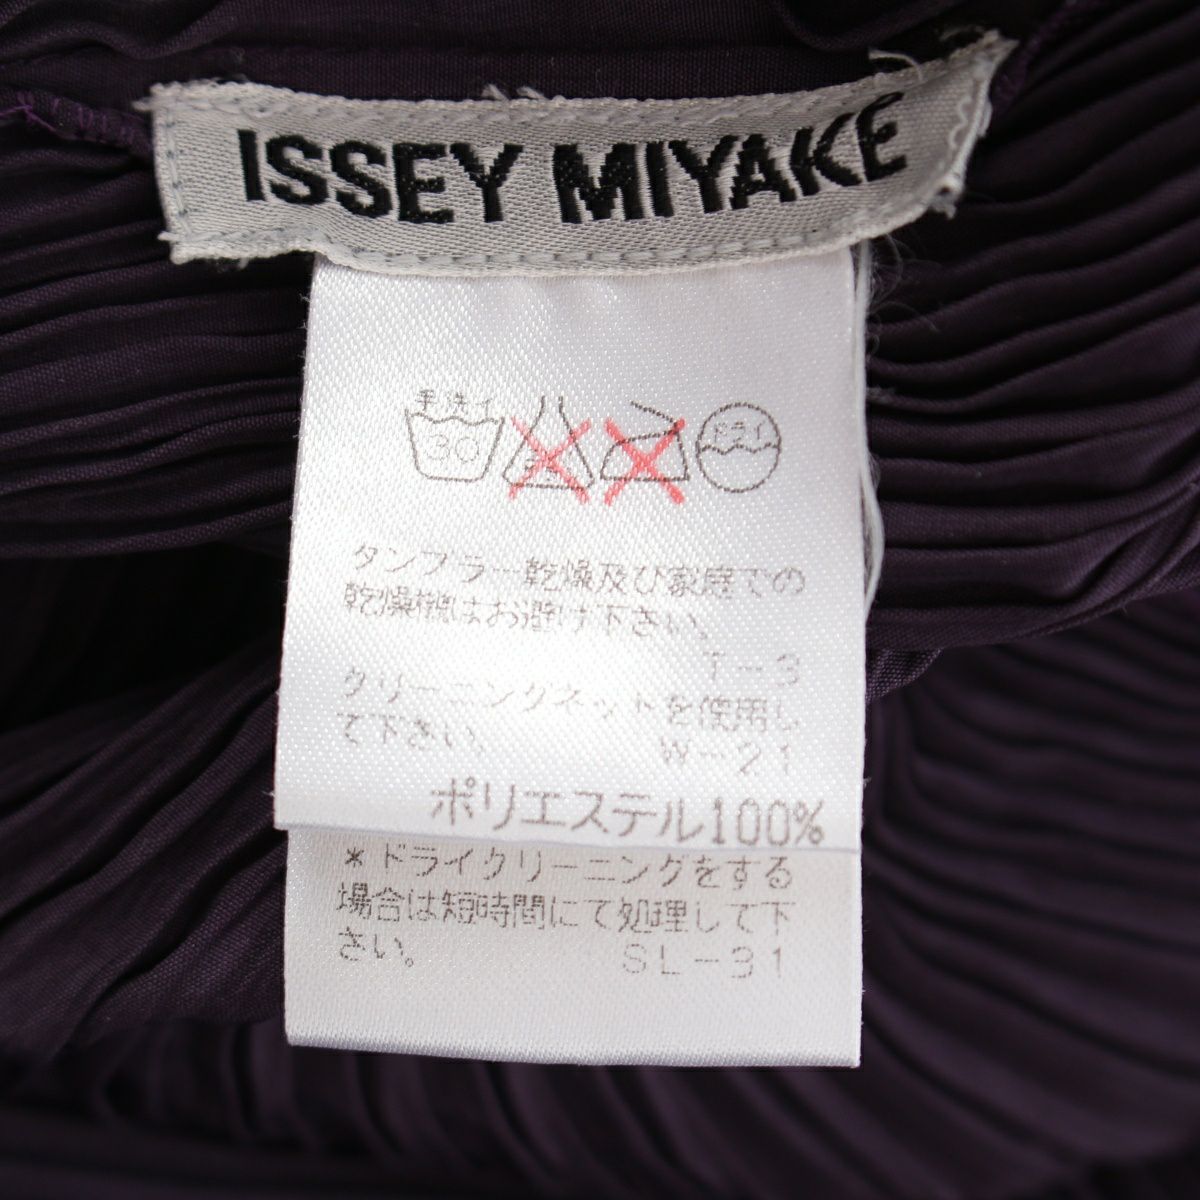 ISSEY MIYAKE
手洗イ
30 ドライ
タンブラー乾燥及び家庭での
乾燥機はお避け下さい。
T-3
クリーニングネットを使用し
て下さい。 W-21
ポリエステル100%
*ドライクリーニングをする
場合は短時間にて処理して下
さい。 SL-31